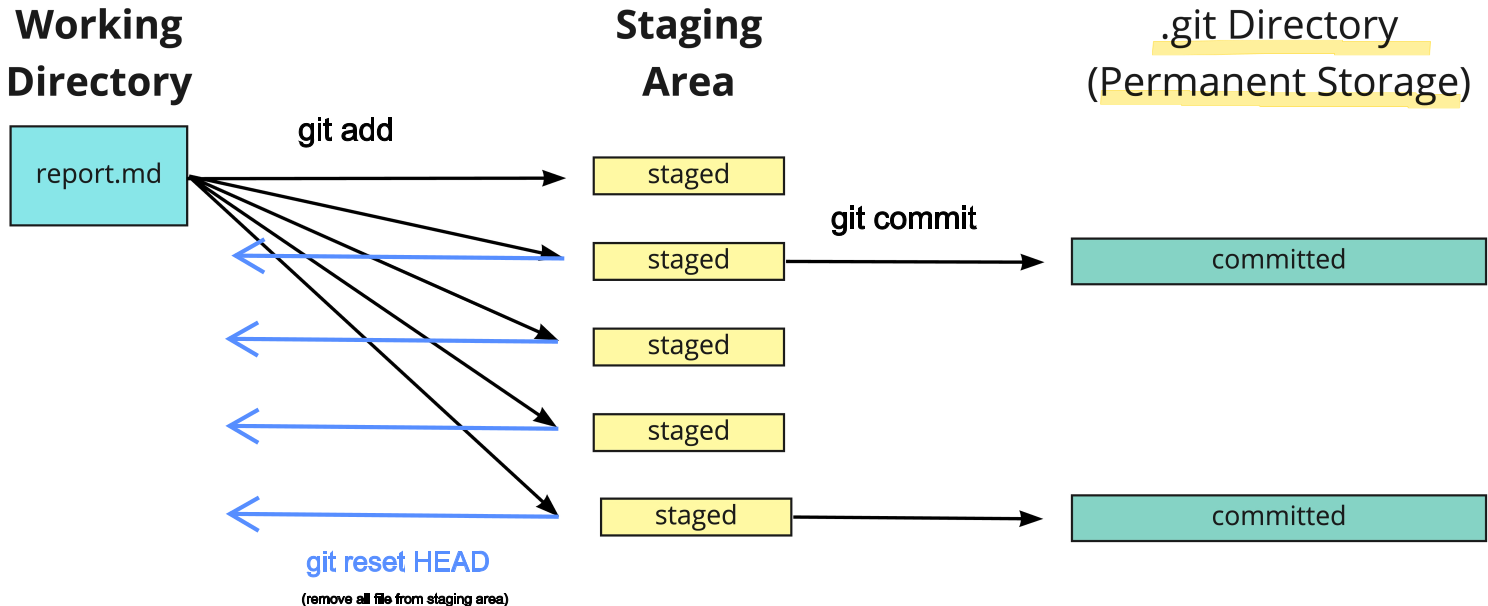 Working
Directory
Staging
Area
.git Directory
(Permanent Storage)
git add
report.md
staged
git commit
staged
committed
staged
staged
staged
committed
git reset HEAD
(remove all file from staging area)